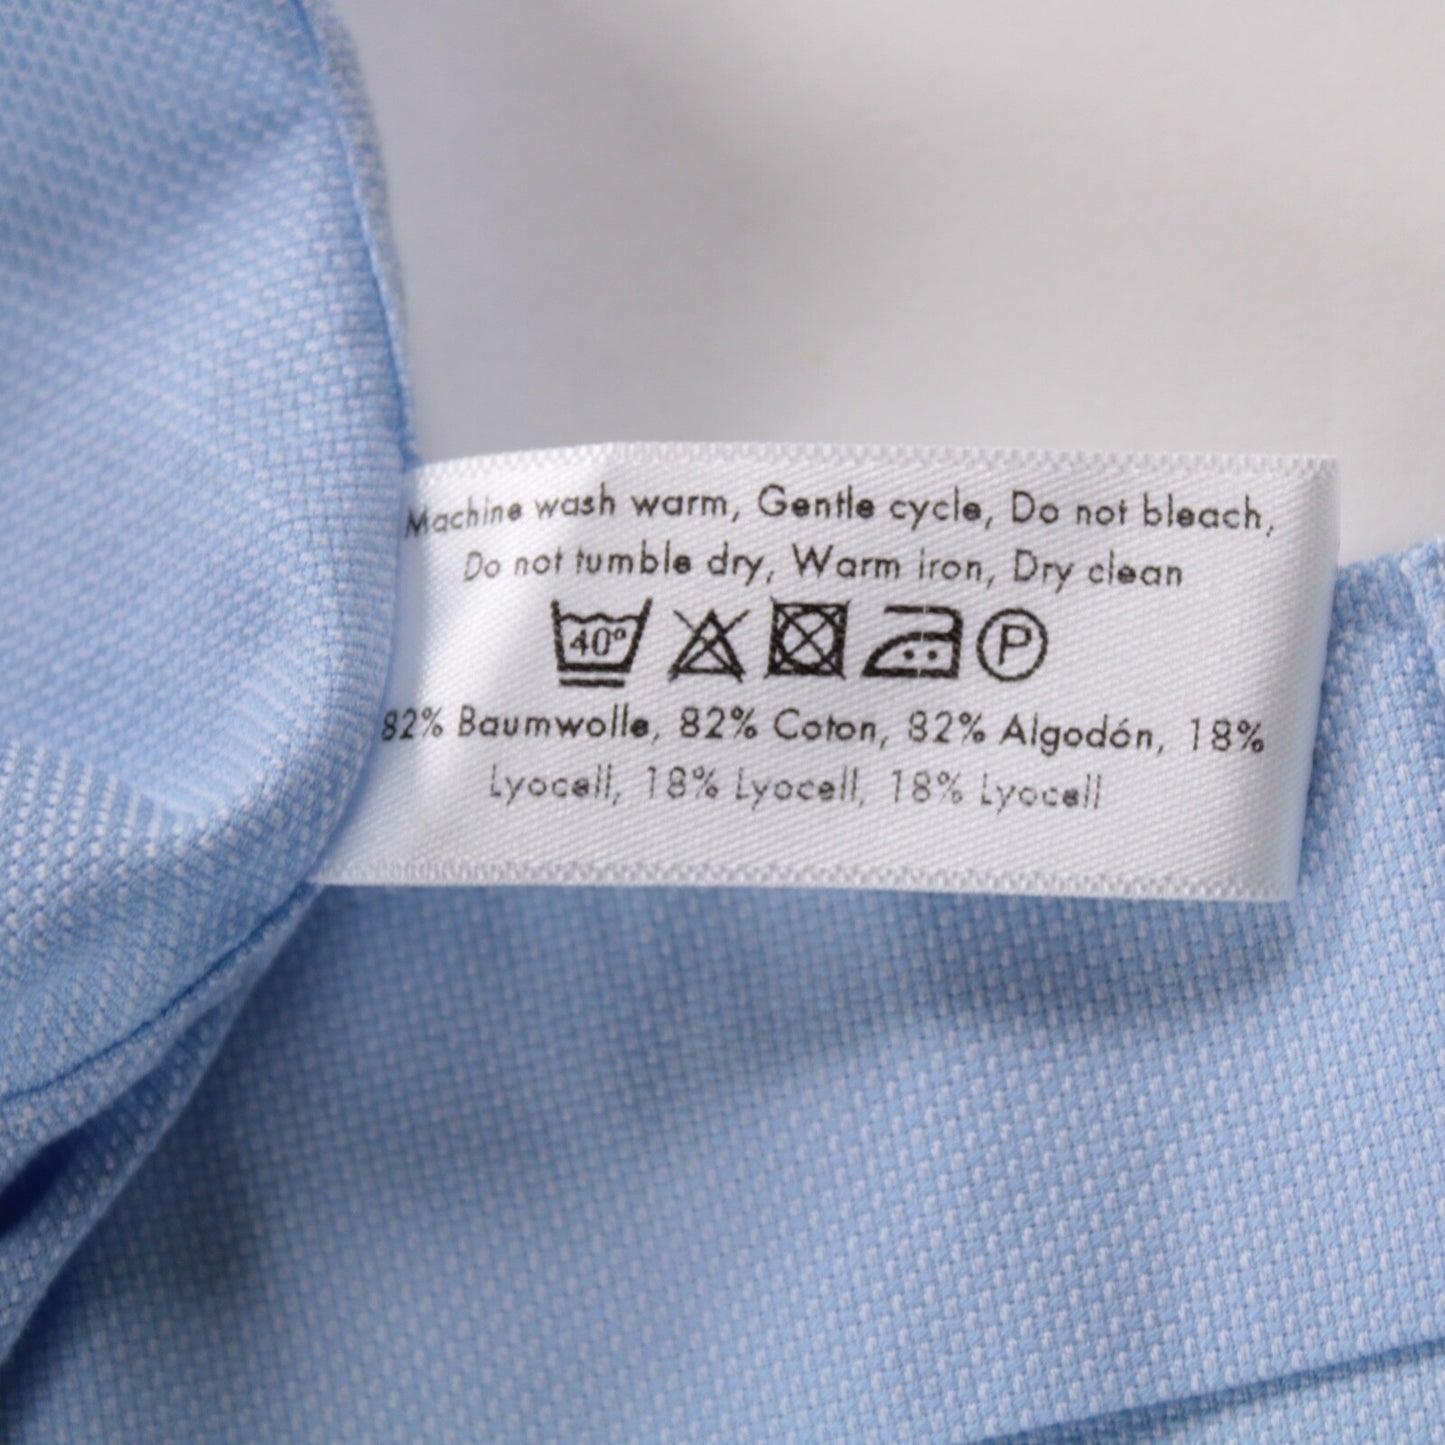 Machine wash warm, Gentle cycle, Do not bleach,
Do not tumble dry, Warm iron, Dry clean
40° P
82% Baumwolle, 82% Coton, 82% Algodón, 18%
Lyocell, 18% Lyocell, 18% Lyocell